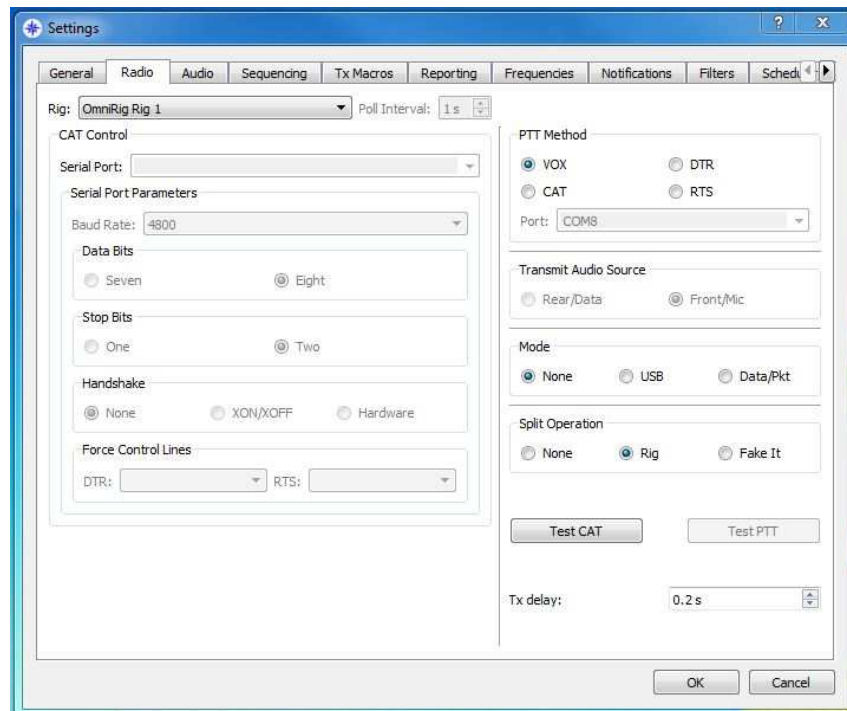 Settings
General Radio Audio Sequencing Tx Macros Reporting Frequencies Notifications Filters
Rig: OmniRig Rig 1 Poll Interval: 1 s
CAT Control
Serial Port:
Serial Port Parameters
Baud Rate: 4800
Data Bits
Seven Eight
Stop Bits
One Two
Handshake
None XON/XOFF Hardware
Force Control Lines
DTR: RTS:
PTT Method
VOX DTR
CAT RTS
Port: COM8
Transmit Audio Source
Rear/Data Front/Mic
Mode
None USB Data/Pkt
Split Operation
None Rig Fake It
Test CAT Test PTT
Tx delay: 0.2 s
OK Cancel